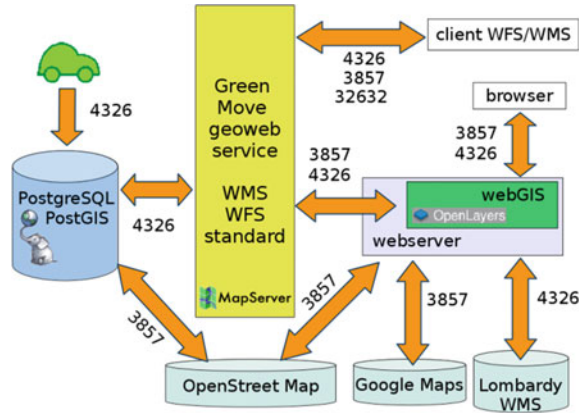 4326
PostgreSQL
PostGIS
4326
Green
Move
geoweb
service
WMS
WFS
standard
MapServer
4326
3857
32632
client WFS/WMS
browser
3857
4326
3857
4326
webGIS
OpenLayers
webserver
3857
3857
3857
4326
OpenStreet Map
Google Maps
Lombardy
WMS